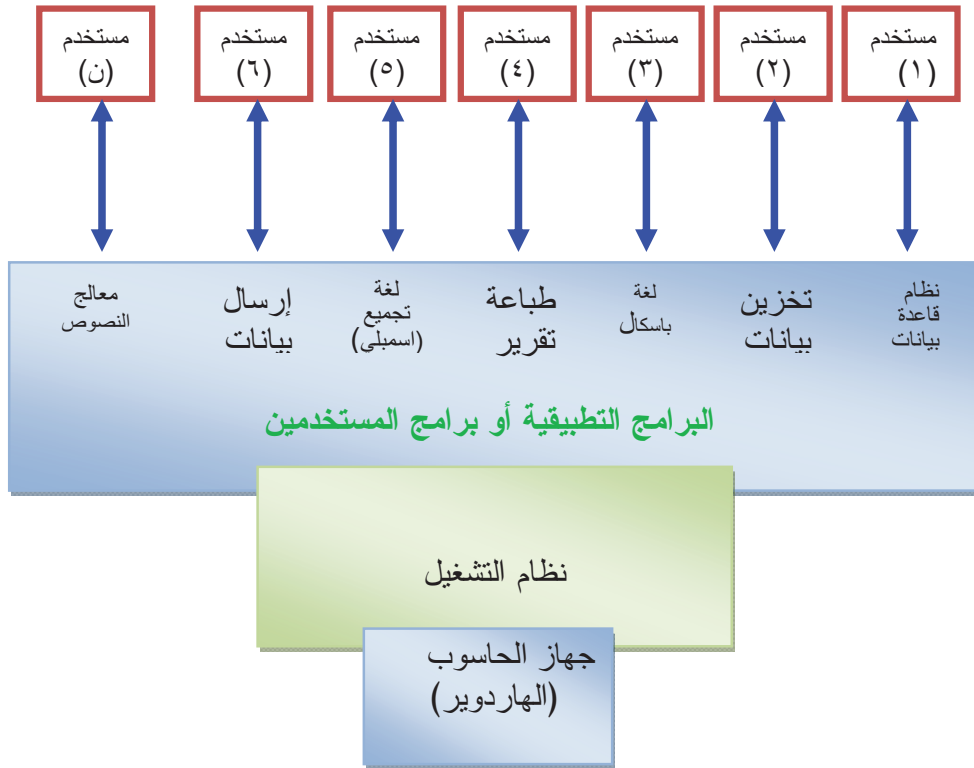 مستخدم
(١)
مستخدم
(٢)
مستخدم
(٣)
مستخدم
(٤)
مستخدم
(٥)
مستخدم
(٦)
مستخدم
(ن)
نظام
قاعدة
بيانات
تخزين
بيانات
لغة
باسكال
طباعة
تقرير
لغة
تجميع
(اسمبلي)
إرسال
بيانات
معالج
النصوص
البرامج التطبيقية أو برامج المستخدمين
نظام التشغيل
جهاز الحاسوب
(الهاردوير)